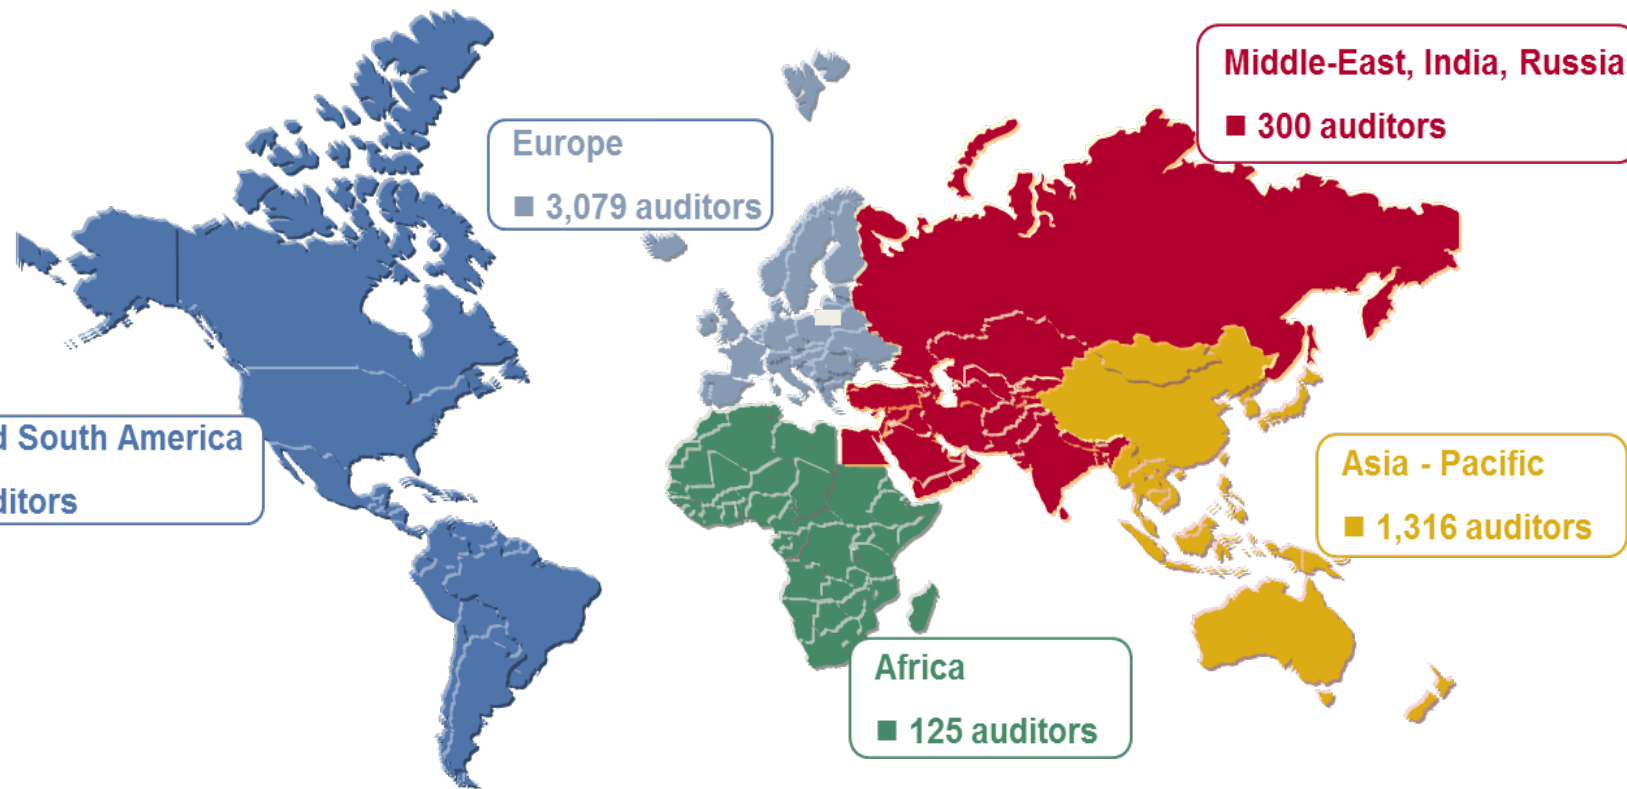 Middle-East, India, Russia
■ 300 auditors
Europe
■ 3,079 auditors
South America
Asia - Pacific
■ 1,316 auditors
Africa
■ 125 auditors